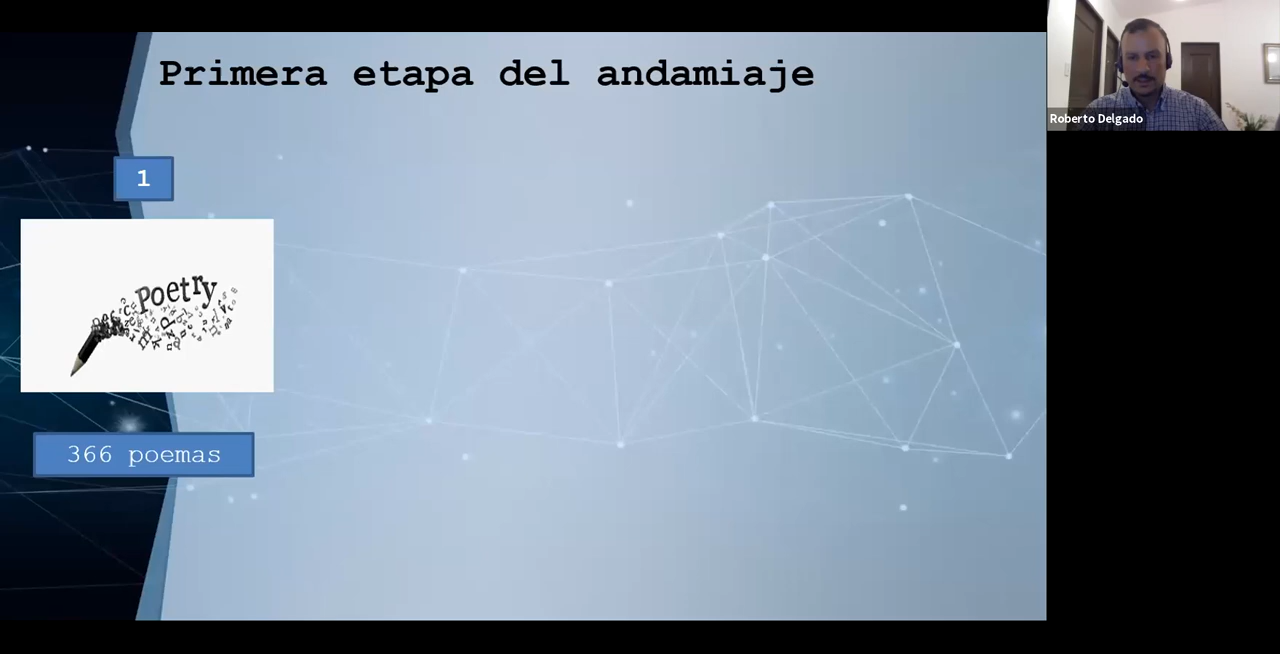 Primera etapa del andamiaje
Roberto Delgado
1
Poetry
366 poemas